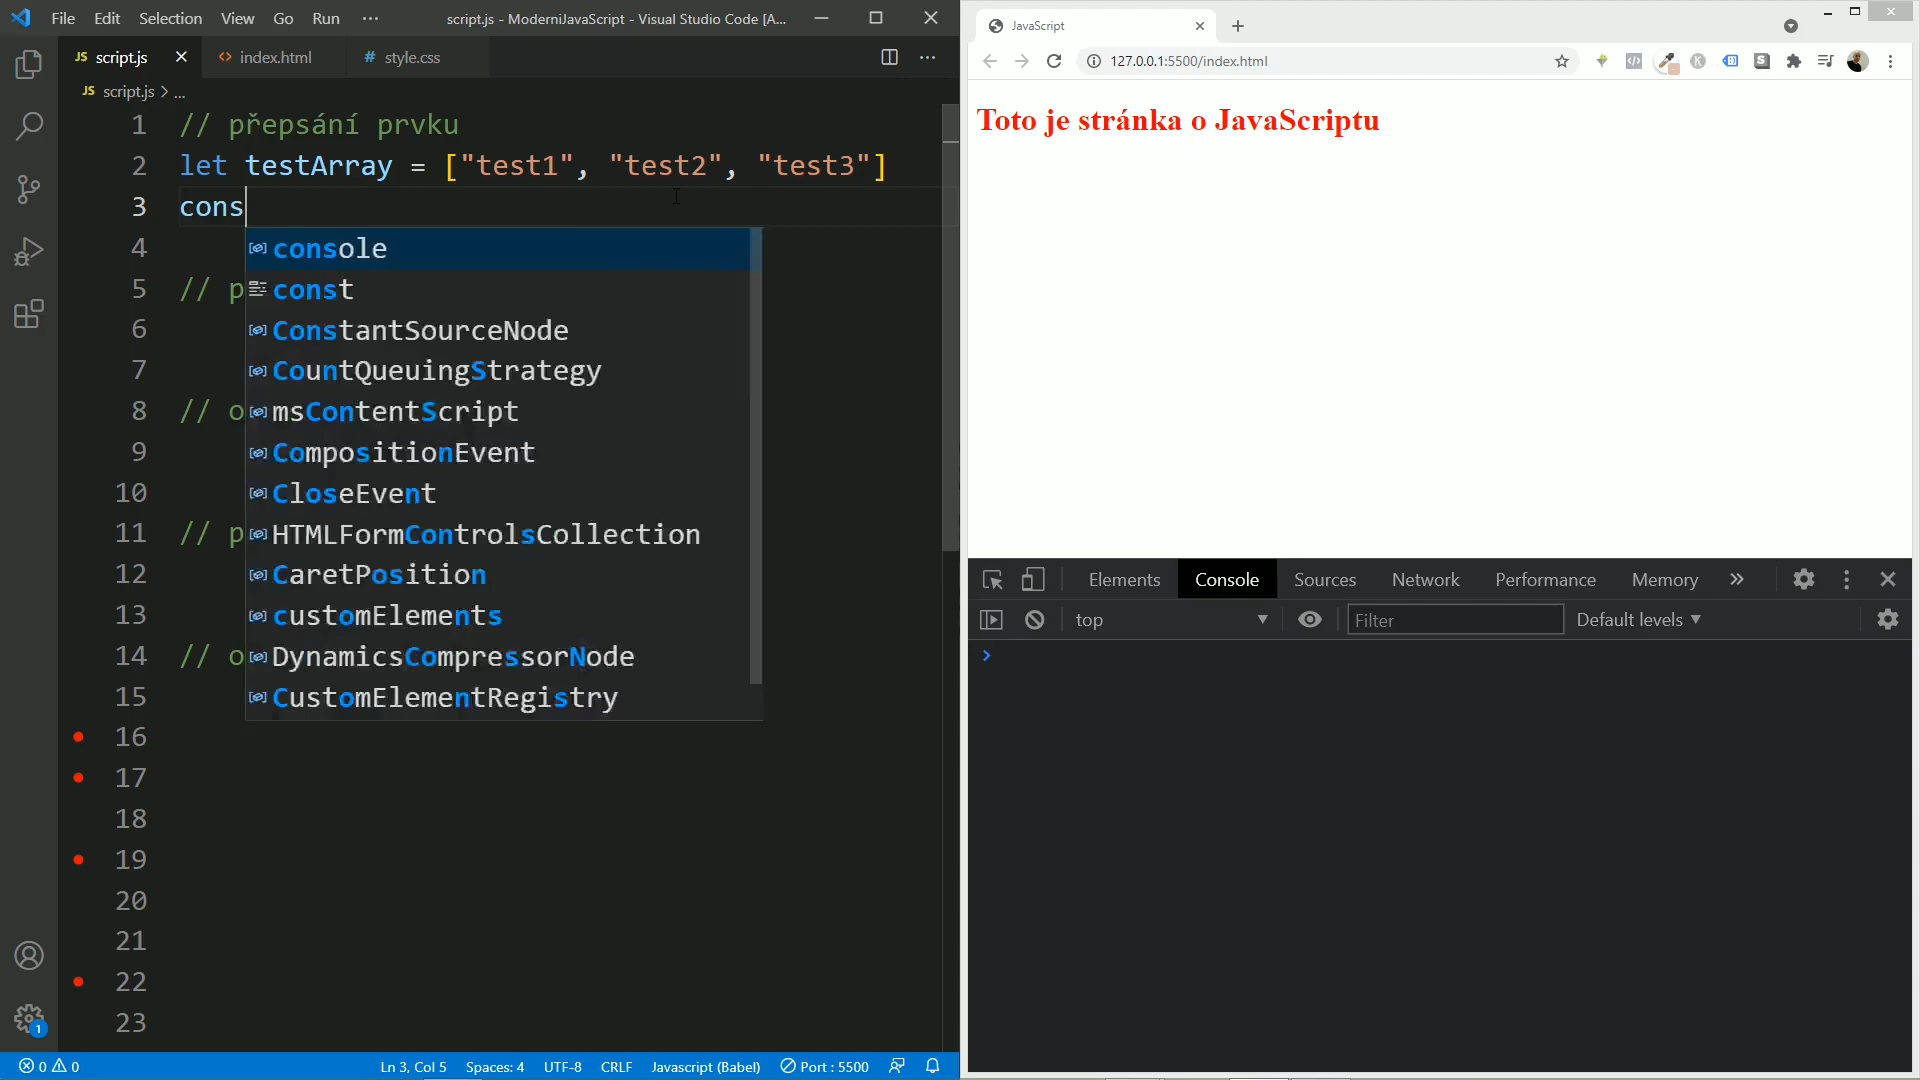 File Edit Selection View Go Run ···
script.js - ModerniJavaScript - Visual Studio Code [A...
JS script.js
<> index.html
# style.css
JS script.js > ...
1 // přepsání prvku
2 let testArray = ["test1", "test2", "test3"]
3 cons
4
console
5 // p
const
6
ConstantSourceNode
7
CountQueuingStrategy
8 // o
msContentScript
9
CompositionEvent
10
CloseEvent
11 // p
HTMLFormControlsCollection
12
CaretPosition
13
customElements
14 // o
DynamicsCompressorNode
15
CustomElementRegistry
16
17
18
19
20
21
22
23
1
0 0
Ln 3, Col 5 Spaces: 4 UTF-8 CRLF Javascript (Babel) Port : 5500
JavaScript
127.0.0.1:5500/index.html
Toto je stránka o JavaScriptu
Elements Console Sources Network Performance Memory »
top
Filter
Default levels
>